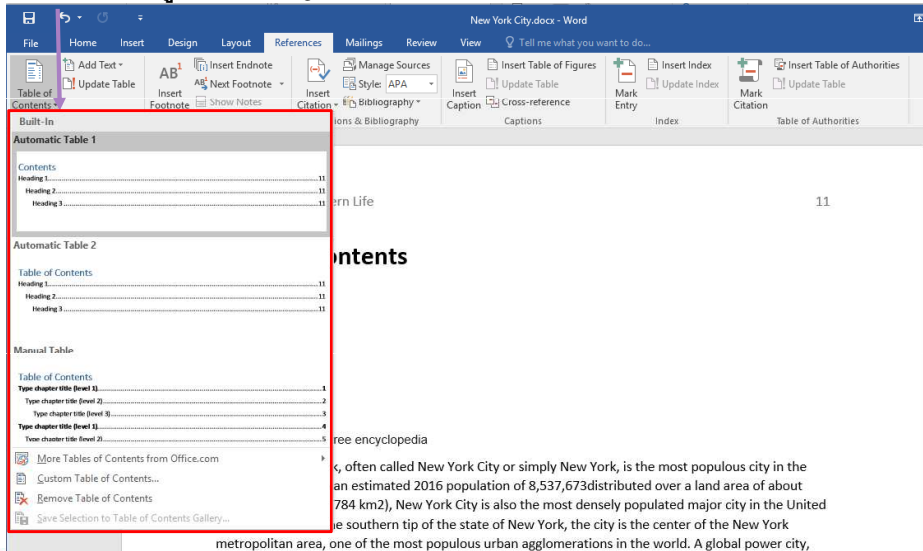 New York City.docx - Word
File Home Insert Design Layout References Mailings Review View Tell me what you want to do...
Table of Contents
Add Text
Update Table
AB1
Insert Footnote
Insert Endnote
AB1 Next Footnote
Show Notes
Insert Citation
Manage Sources
Style: APA
Bibliography
ons & Bibliography
Insert Caption
Insert Table of Figures
Update Table
Cross-reference
Captions
Mark Entry
Insert Index
Update Index
Index
Mark Citation
Insert Table of Authorities
Update Table
Table of Authorities
Built-In
Automatic Table 1
Contents
Heading 1 11
Heading 2 11
Heading 3 11
Automatic Table 2
Table of Contents
Heading 1 11
Heading 2 11
Heading 3 11
Manual Table
Table of Contents
Type chapter title (level 1) 1
Type chapter title (level 2) 2
Type chapter title (level 3) 3
Type chapter title (level 1) 4
Type chapter title (level 2) 5
More Tables of Contents from Office.com
Custom Table of Contents...
Remove Table of Contents
Save Selection to Table of Contents Gallery...
ern Life 11
ontents
ree encyclopedia
, often called New York City or simply New York, is the most populous city in the
an estimated 2016 population of 8,537,673distributed over a land area of about
784 km2), New York City is also the most densely populated major city in the United
e southern tip of the state of New York, the city is the center of the New York
metropolitan area, one of the most populous urban agglomerations in the world. A global power city,